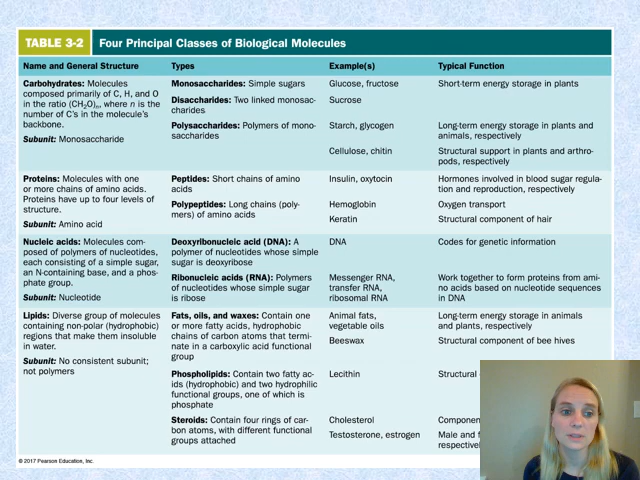 TABLE 3-2 Four Principal Classes of Biological Molecules
Name and General Structure Types Example(s) Typical Function
Carbohydrates: Molecules
composed primarily of C, H, and O
in the ratio (CH2O)n, where n is the
number of C's in the molecule's
backbone.
Subunit: Monosaccharide
Monosaccharides: Simple sugars
Glucose, fructose
Short-term energy storage in plants
Disaccharides: Two linked monosac-
charides
Sucrose
Polysaccharides: Polymers of mono-
saccharides
Starch, glycogen
Long-term energy storage in plants and
animals, respectively
Cellulose, chitin
Structural support in plants and arthro-
pods, respectively
Proteins: Molecules with one
or more chains of amino acids.
Proteins have up to four levels of
structure.
Subunit: Amino acid
Peptides: Short chains of amino
acids
Insulin, oxytocin
Hormones involved in blood sugar regula-
tion and reproduction, respectively
Polypeptides: Long chains (poly-
mers) of amino acids
Hemoglobin
Oxygen transport
Keratin
Structural component of hair
Nucleic acids: Molecules com-
posed of polymers of nucleotides,
each consisting of a simple sugar,
an N-containing base, and a phos-
phate group.
Subunit: Nucleotide
Deoxyribonucleic acid (DNA): A
polymer of nucleotides whose simple
sugar is deoxyribose
DNA
Codes for genetic information
Ribonucleic acids (RNA): Polymers
of nucleotides whose simple sugar
is ribose
Messenger RNA,
transfer RNA,
ribosomal RNA
Work together to form proteins from ami-
no acids based on nucleotide sequences
in DNA
Lipids: Diverse group of molecules
containing non-polar (hydrophobic)
regions that make them insoluble
in water.
Subunit: No consistent subunit;
not polymers
Fats, oils, and waxes: Contain one
or more fatty acids, hydrophobic
chains of carbon atoms that termi-
nate in a carboxylic acid functional
group
Animal fats,
vegetable oils
Long-term energy storage in animals
and plants, respectively
Beeswax
Structural component of bee hives
Phospholipids: Contain two fatty ac-
ids (hydrophobic) and two hydrophilic
functional groups, one of which is
phosphate
Lecithin
Structural
Steroids: Contain four rings of car-
bon atoms, with different functional
groups attached
Cholesterol
Componen
Testosterone, estrogen
Male and f
respectivel
© 2017 Pearson Education, Inc.